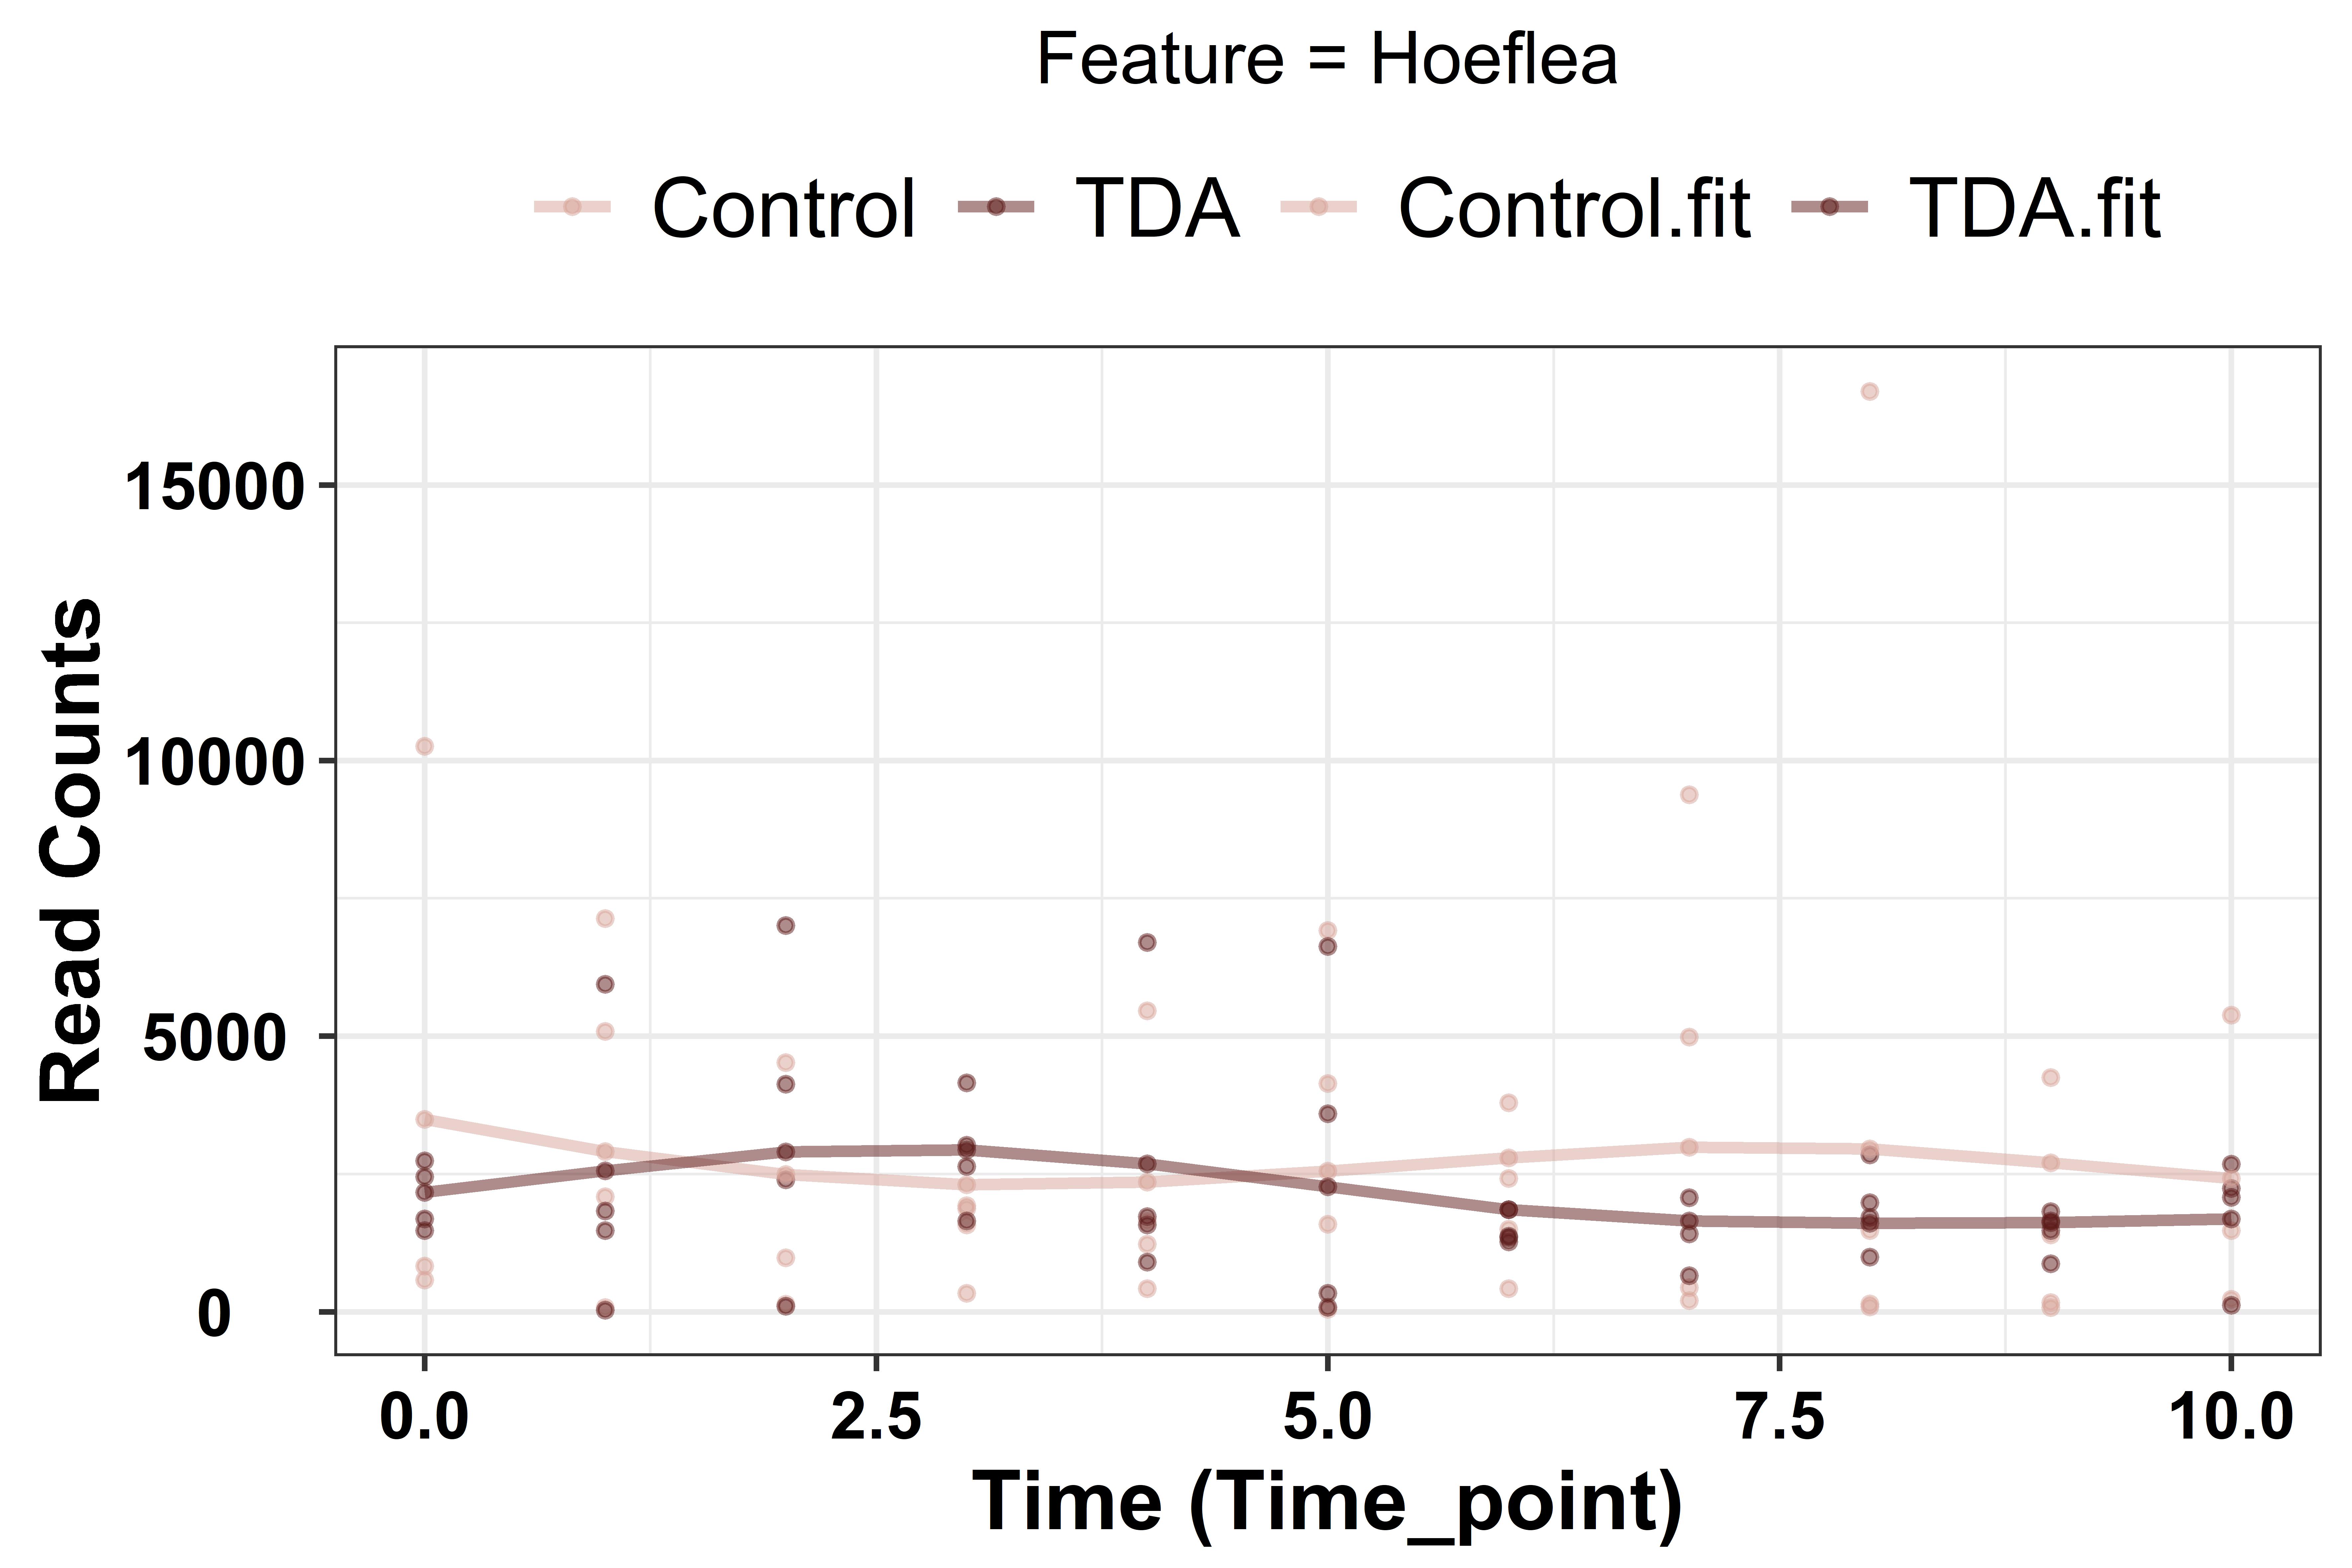 Feature = Hoeflea
Control TDA Control.fit TDA.fit
15000
10000
5000
0
Read Counts
0.0 2.5 5.0 7.5 10.0
Time (Time_point)